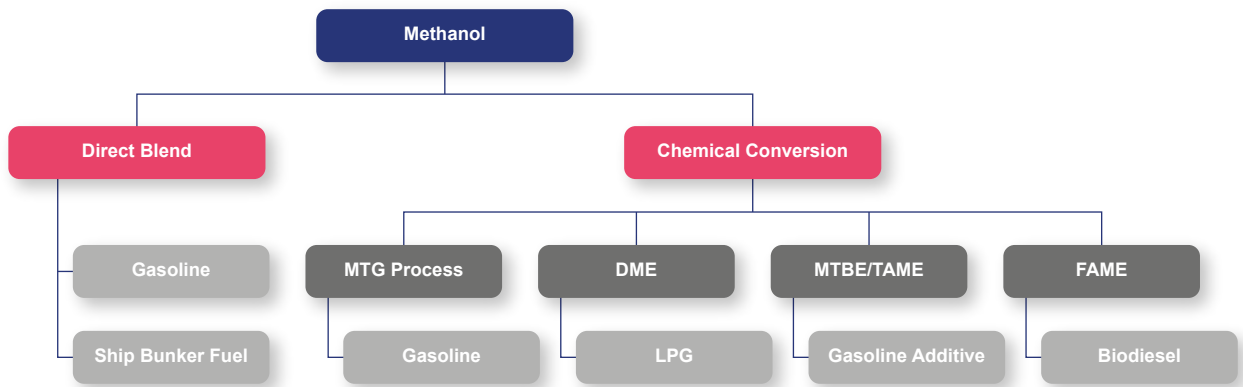 Methanol
Direct Blend
Chemical Conversion
Gasoline
MTG Process
DME
MTBE/TAME
FAME
Ship Bunker Fuel
Gasoline
LPG
Gasoline Additive
Biodiesel